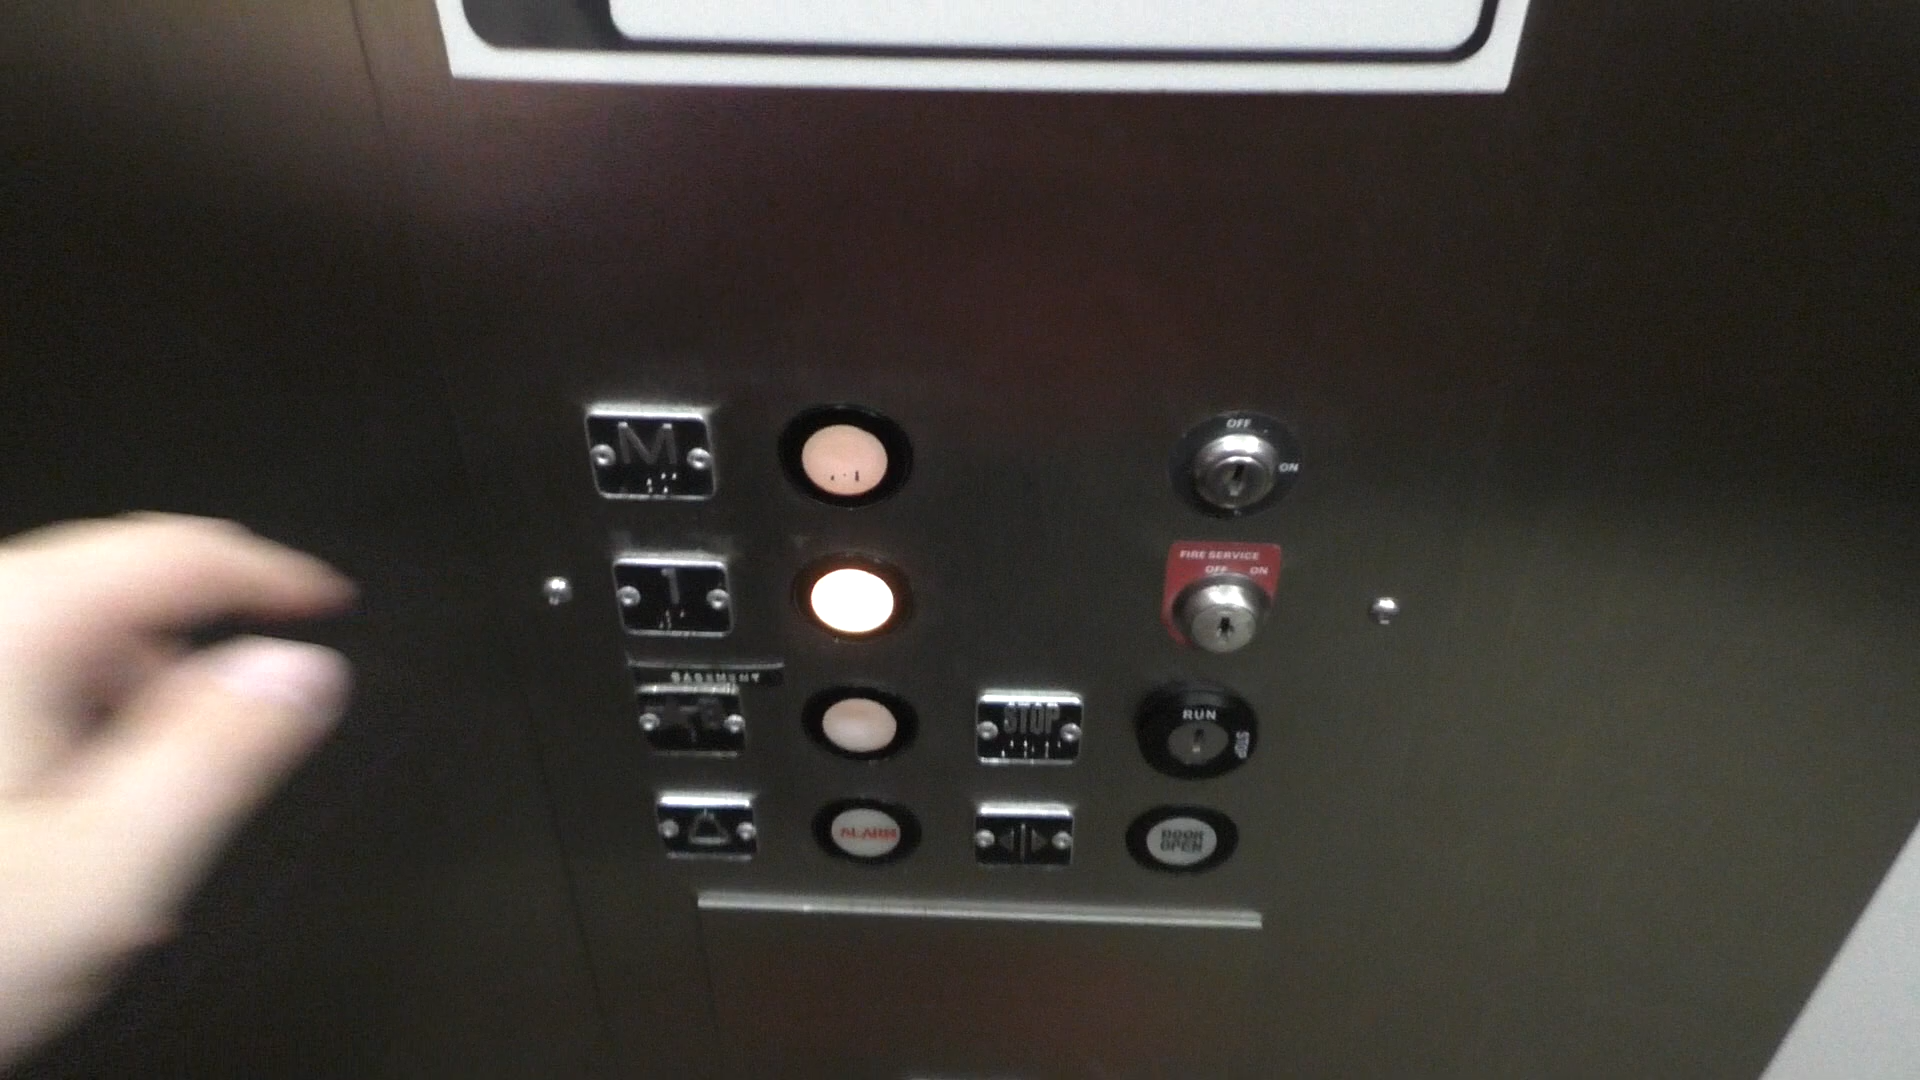 M
OFF
ON
1
FIRE SERVICE
OFF ON
BASEMENT
STOP
RUN
STOP
ALARM
DOOR
OPEN